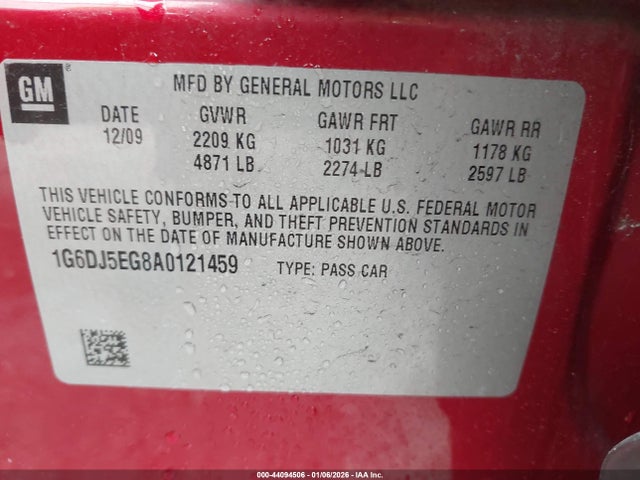 GM
®
MFD BY GENERAL MOTORS LLC
DATE GVWR GAWR FRT GAWR RR
12/09 2209 KG 1031 KG 1178 KG
4871 LB 2274 LB 2597 LB
THIS VEHICLE CONFORMS TO ALL APPLICABLE U.S. FEDERAL MOTOR
VEHICLE SAFETY, BUMPER, AND THEFT PREVENTION STANDARDS IN
EFFECT ON THE DATE OF MANUFACTURE SHOWN ABOVE.
1G6DJ5EG8A0121459 TYPE: PASS CAR
000-44094506 | 01/06/2026 | IAA Inc.